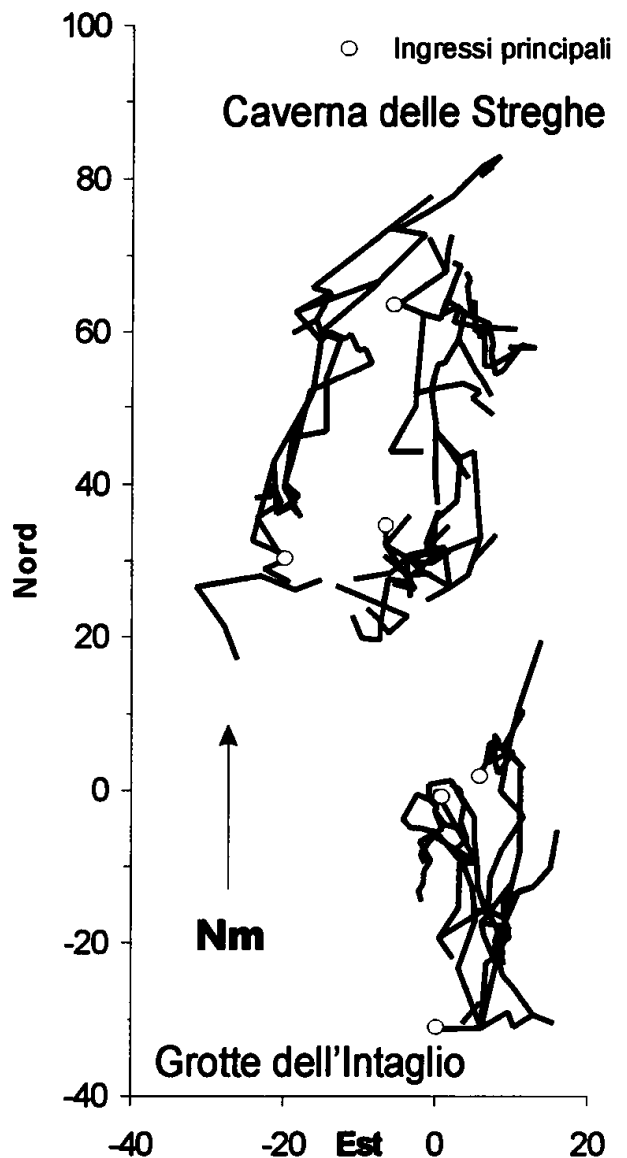 100
Ingressi principali
Caverna delle Streghe
80
60
40
Nord
20
0
Nm
-20
Grotte dell'Intaglio
-40
-40 -20 Est 0 20